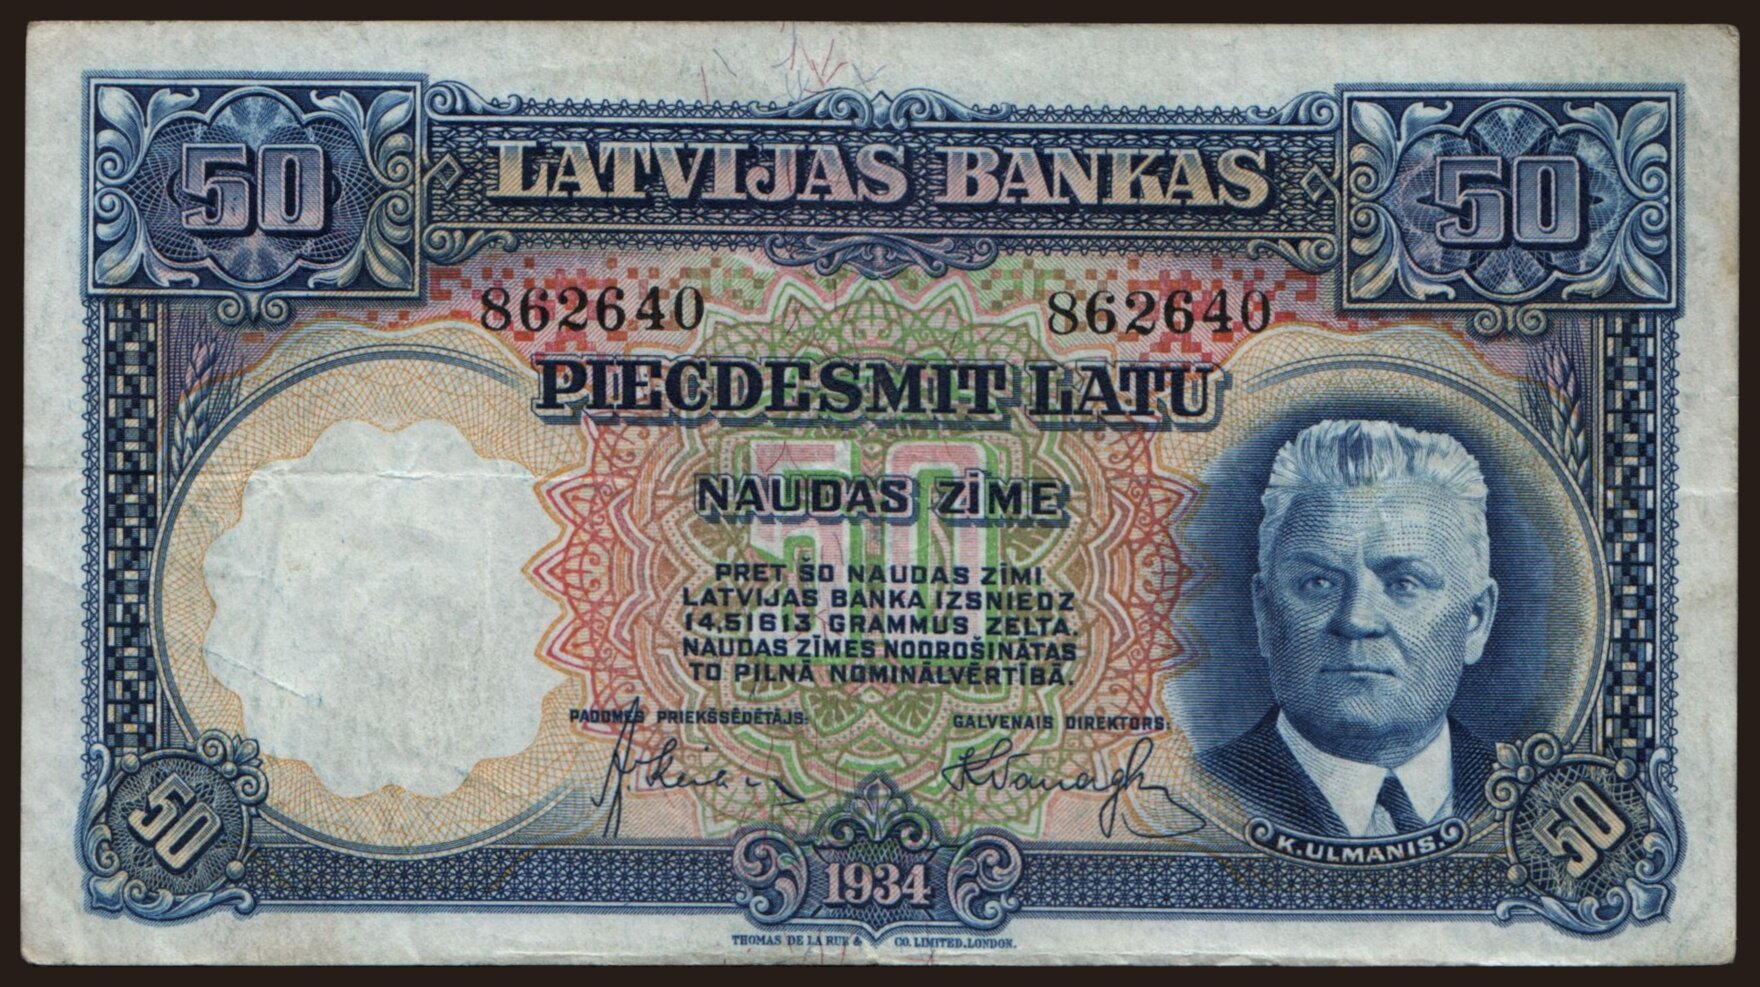 50 LATVIJAS BANKAS 50
862640 862640
PIECDESMIT LATU
50
NAUDAS ZĪME
PRET ŠO NAUDAS ZĪMI
LATVIJAS BANKA IZSNIEDZ
14,51613 GRAMMUS ZELTA.
NAUDAS ZĪMES NODROŠINĀTAS
TO PILNĀ NOMINĀLVĒRTĪBĀ.
PADOMES PRIEKŠSĒDĒTĀJS: GALVENAIS DIREKTORS:
K. ULMANIS.
50 1934 50
THOMAS DE LA RUE & CO. LIMITED, LONDON.